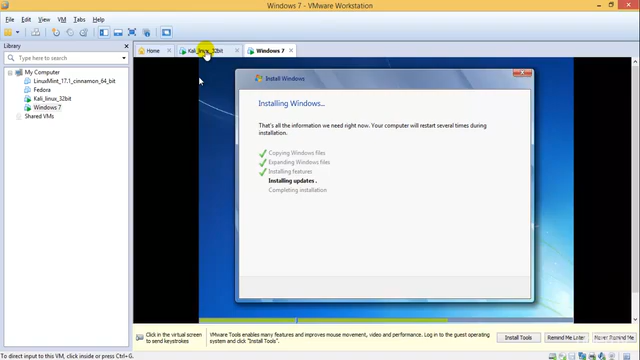 Windows 7 - VMware Workstation
File Edit View VM Tabs Help
Library
Type here to search
My Computer
LinuxMint_17.1_cinnamon_64_bit
Fedora
Kali_linux_32bit
Windows 7
Shared VMs
Home
Kali_linux_32bit
Windows 7
Install Windows
Installing Windows...
That's all the information we need right now. Your computer will restart several times during
installation.
Copying Windows files
Expanding Windows files
Installing features
Installing updates .
Completing installation
Click in the virtual screen
to send keystrokes
VMware Tools enables many features and improves mouse movement, video and performance. Log in to the guest operating
system and click "Install Tools".
Install Tools
Remind Me Later
Never Remind Me
To direct input to this VM, click inside or press Ctrl+G.